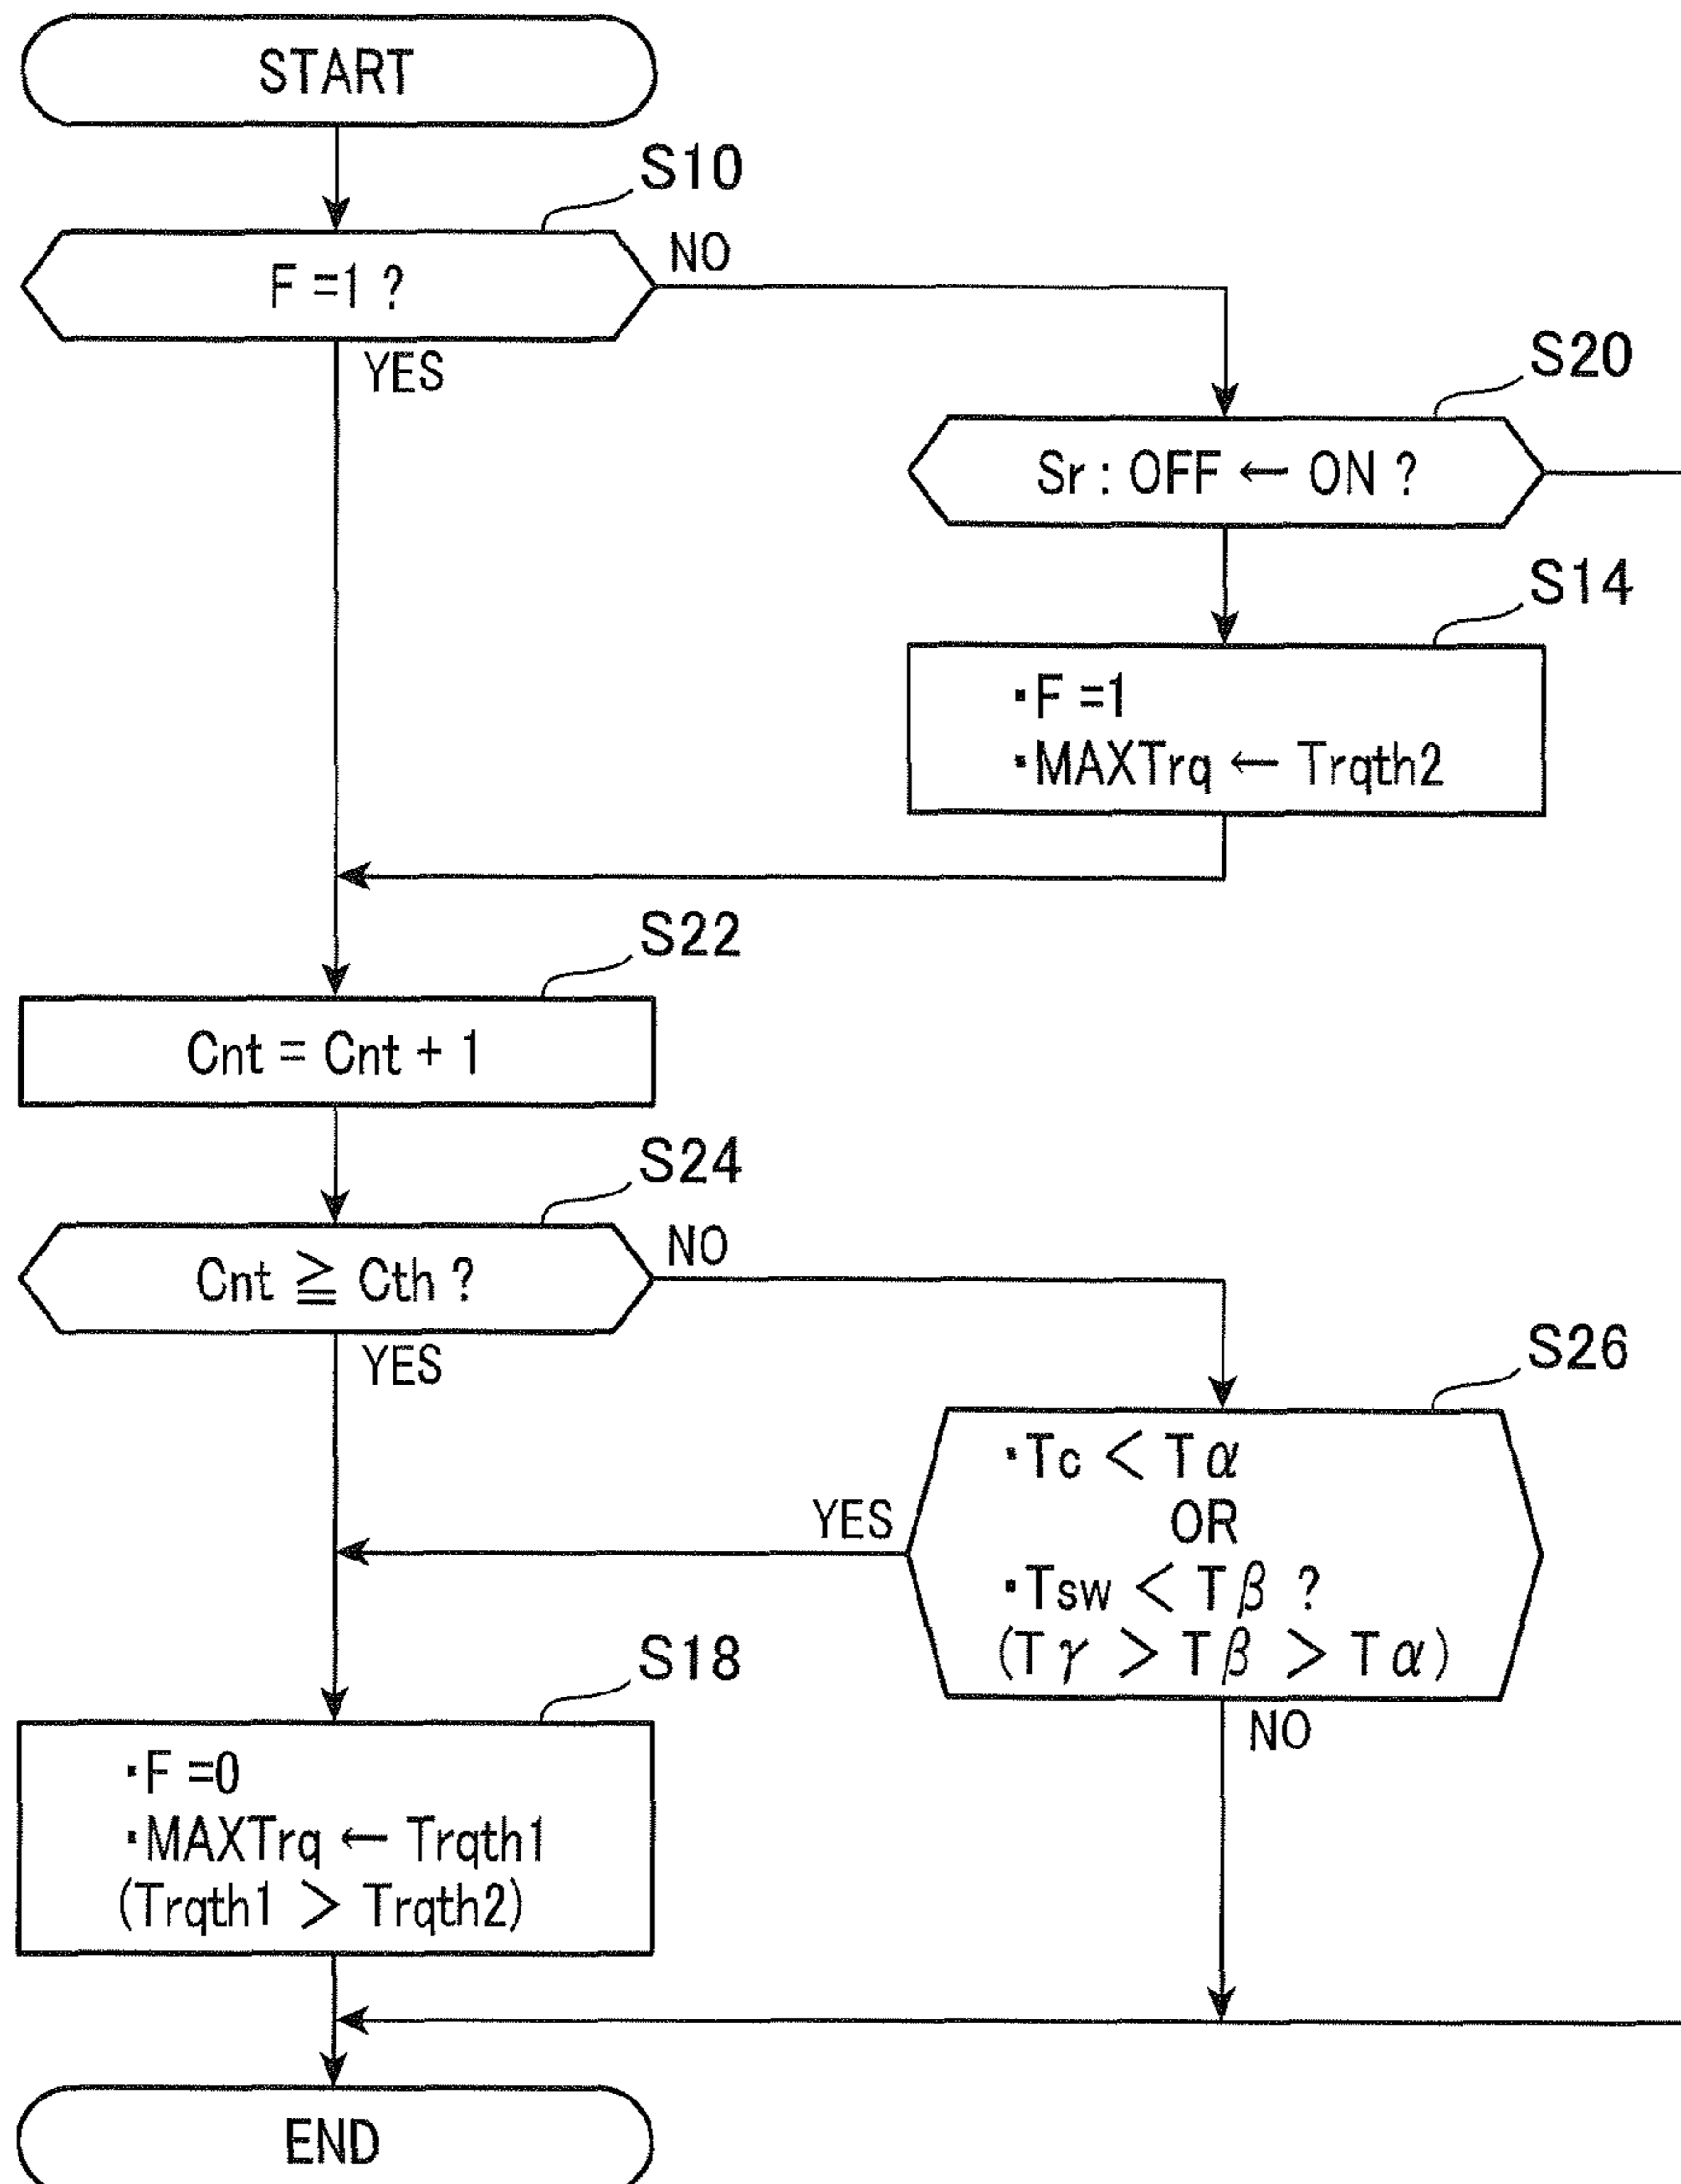 START
S10
F =1 ?
NO
YES
S20
Sr : OFF ← ON ?
S14
・F =1
・MAXTrq ← Trqth2
S22
Cnt = Cnt + 1
S24
Cnt ≧ Cth ?
NO
YES
S26
・Tc < Tα
OR
・Tsw < Tβ ?
(Tγ > Tβ > Tα)
YES
NO
S18
・F =0
・MAXTrq ← Trqth1
(Trqth1 > Trqth2)
END